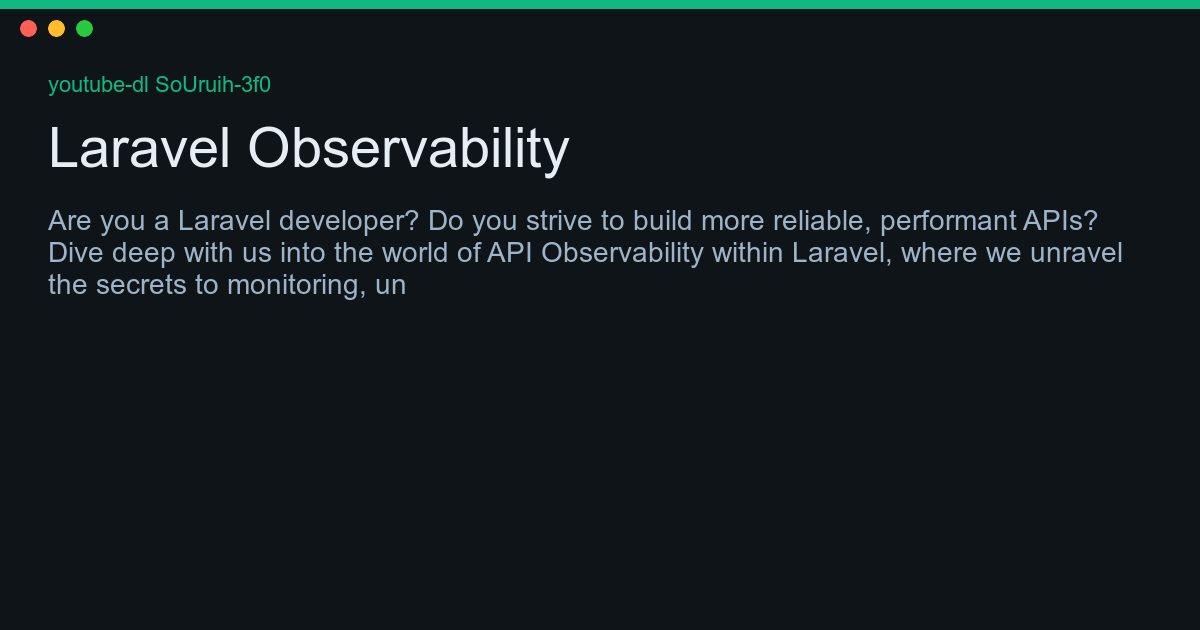 youtube-dl SoUruih-3f0
Laravel Observability
Are you a Laravel developer? Do you strive to build more reliable, performant APIs?
Dive deep with us into the world of API Observability within Laravel, where we unravel
the secrets to monitoring, un